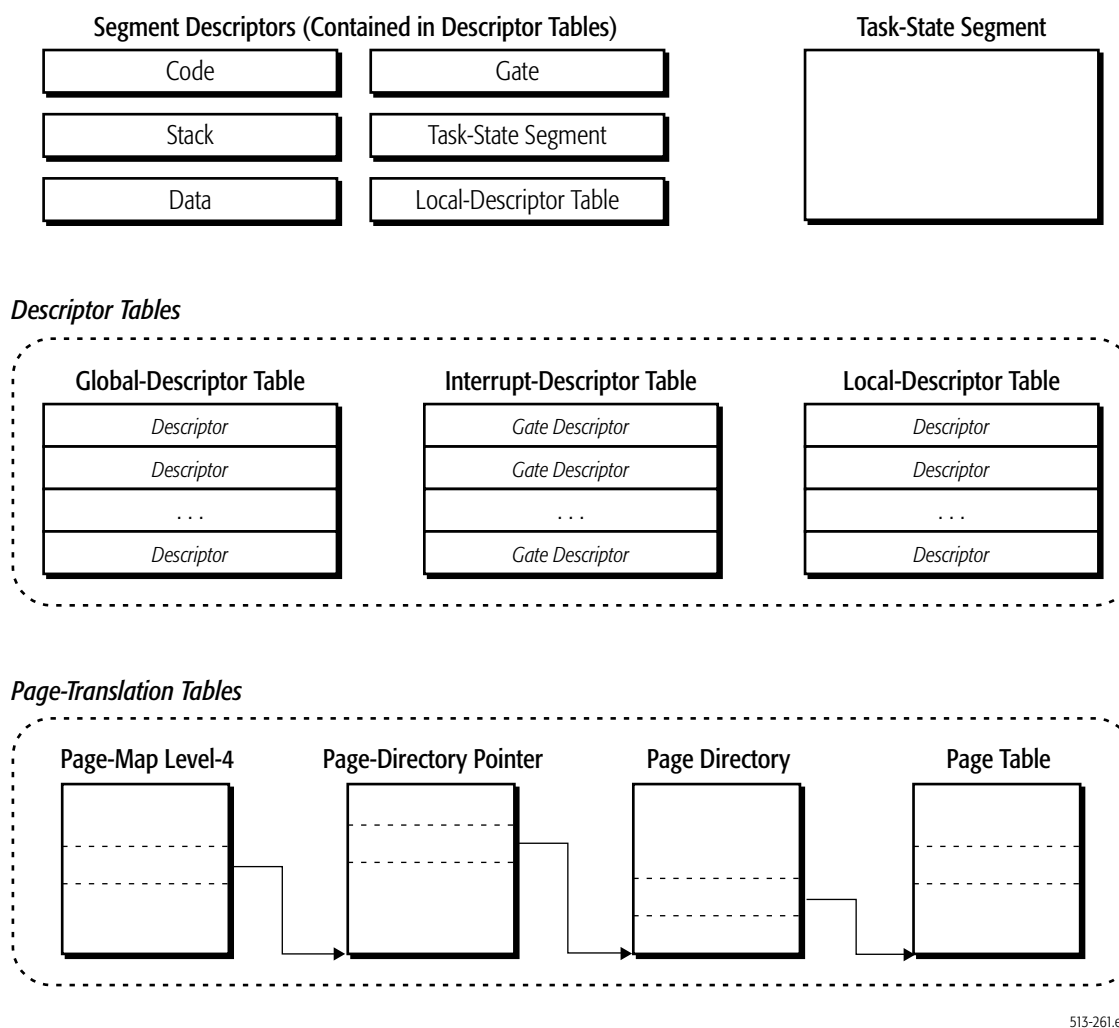 Segment Descriptors (Contained in Descriptor Tables)
Task-State Segment
Code
Gate
Stack
Task-State Segment
Data
Local-Descriptor Table
Descriptor Tables
Global-Descriptor Table
Interrupt-Descriptor Table
Local-Descriptor Table
Descriptor
Gate Descriptor
Descriptor
Descriptor
Gate Descriptor
Descriptor
. . .
. . .
. . .
Descriptor
Gate Descriptor
Descriptor
Page-Translation Tables
Page-Map Level-4
Page-Directory Pointer
Page Directory
Page Table
513-261.e